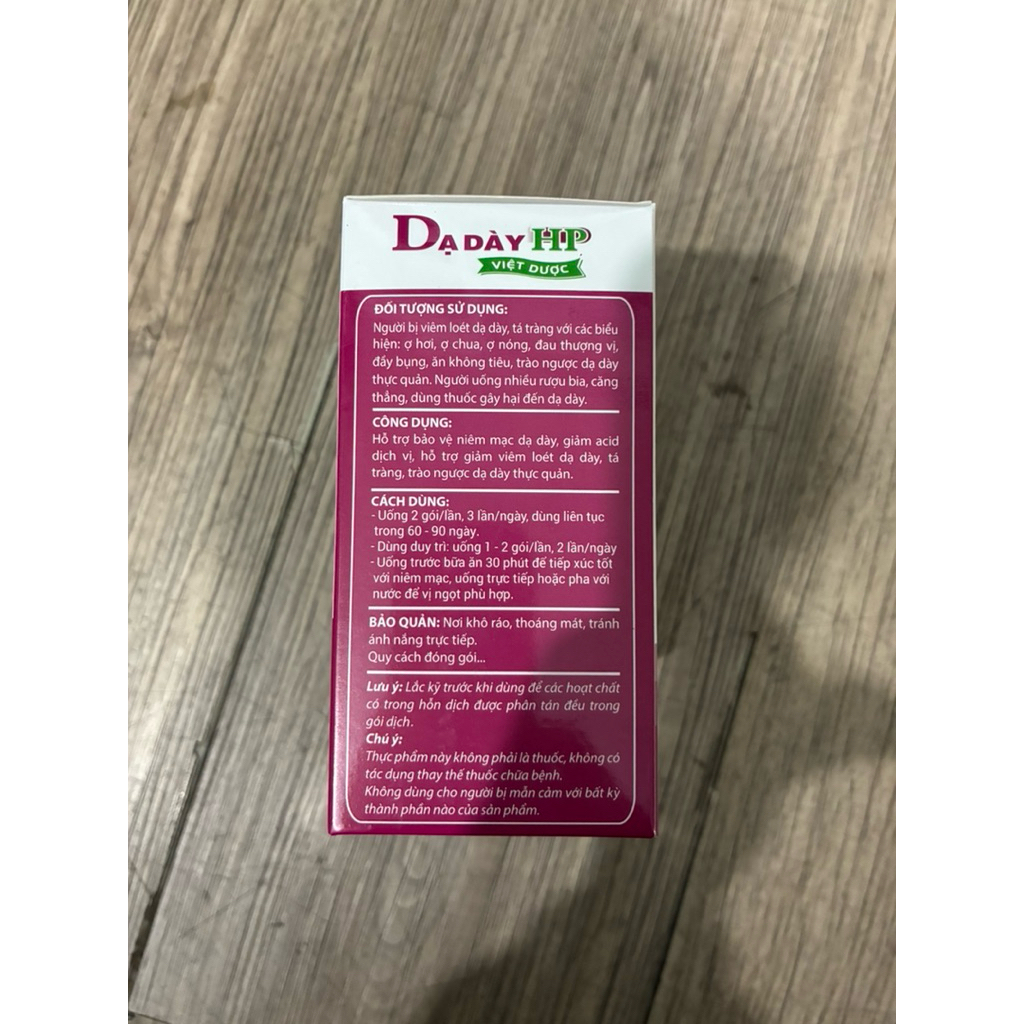 DẠ DÀY HP
VIỆT DƯỢC
ĐỐI TƯỢNG SỬ DỤNG:
Người bị viêm loét dạ dày, tá tràng với các biểu
hiện: ợ hơi, ợ chua, ợ nóng, đau thượng vị,
đầy bụng, ăn không tiêu, trào ngược dạ dày
thực quản. Người uống nhiều rượu bia, căng
thẳng, dùng thuốc gây hại đến dạ dày.
CÔNG DỤNG:
Hỗ trợ bảo vệ niêm mạc dạ dày, giảm acid
dịch vị, hỗ trợ giảm viêm loét dạ dày, tá
tràng, trào ngược dạ dày thực quản.
CÁCH DÙNG:
- Uống 2 gói/lần, 3 lần/ngày, dùng liên tục
trong 60 - 90 ngày.
- Dùng duy trì: uống 1 - 2 gói/lần, 2 lần/ngày
- Uống trước bữa ăn 30 phút để tiếp xúc tốt
với niêm mạc, uống trực tiếp hoặc pha với
nước để vị ngọt phù hợp.
BẢO QUẢN: Nơi khô ráo, thoáng mát, tránh
ánh nắng trực tiếp.
Quy cách đóng gói...
Lưu ý: Lắc kỹ trước khi dùng để các hoạt chất
có trong hỗn dịch được phân tán đều trong
gói dịch.
Chú ý:
Thực phẩm này không phải là thuốc, không có
tác dụng thay thế thuốc chữa bệnh.
Không dùng cho người bị mẫn cảm với bất kỳ
thành phần nào của sản phẩm.